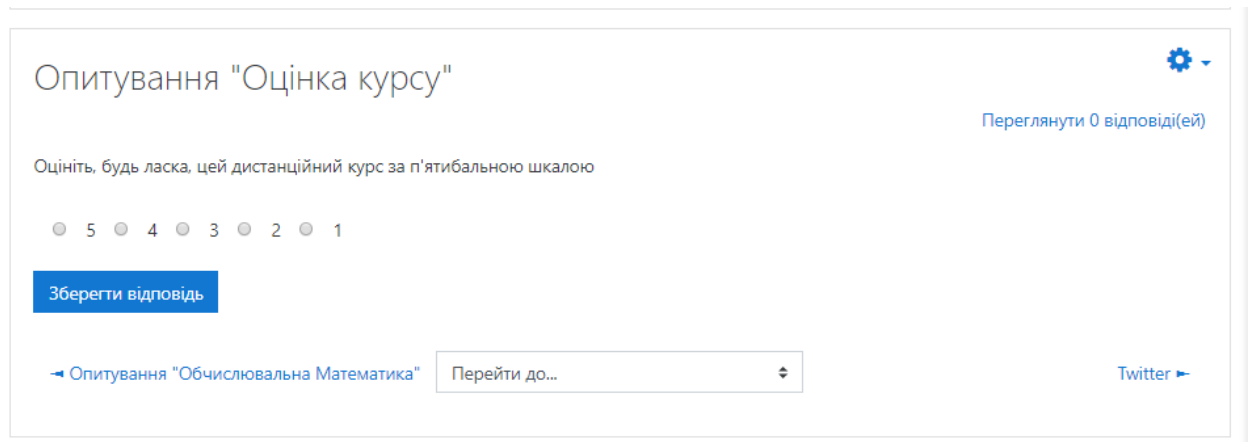 Опитування "Оцінка курсу"
Переглянути 0 відповіді(ей)
Оцініть, будь ласка, цей дистанційний курс за п'ятибальною шкалою
5 4 3 2 1
Зберегти відповідь
◄ Опитування "Обчислювальна Математика" Перейти до... Twitter ►